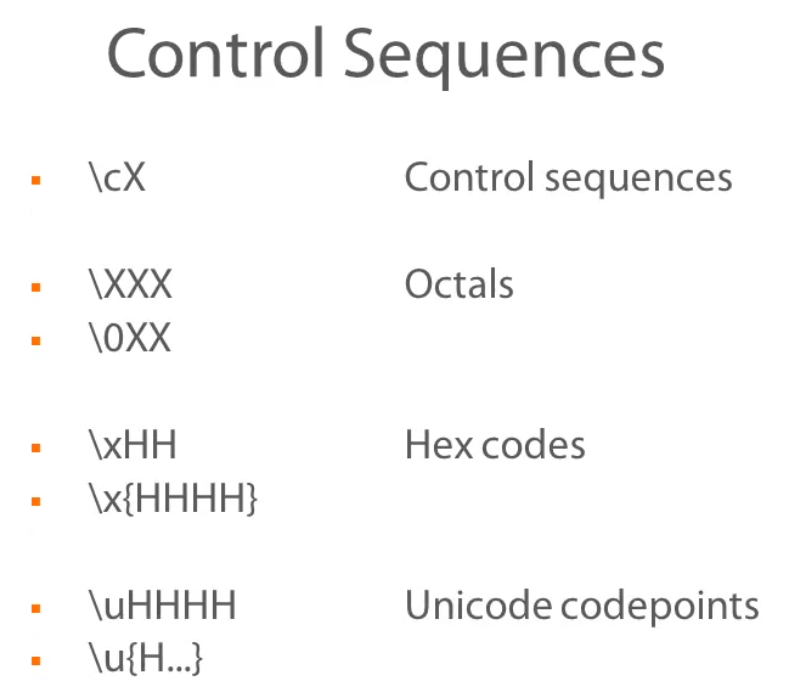 Control Sequences
▪ \cX Control sequences
▪ \XXX Octals
▪ \0XX
▪ \xHH Hex codes
▪ \x{HHHH}
▪ \uHHHH Unicode codepoints
▪ \u{H...}